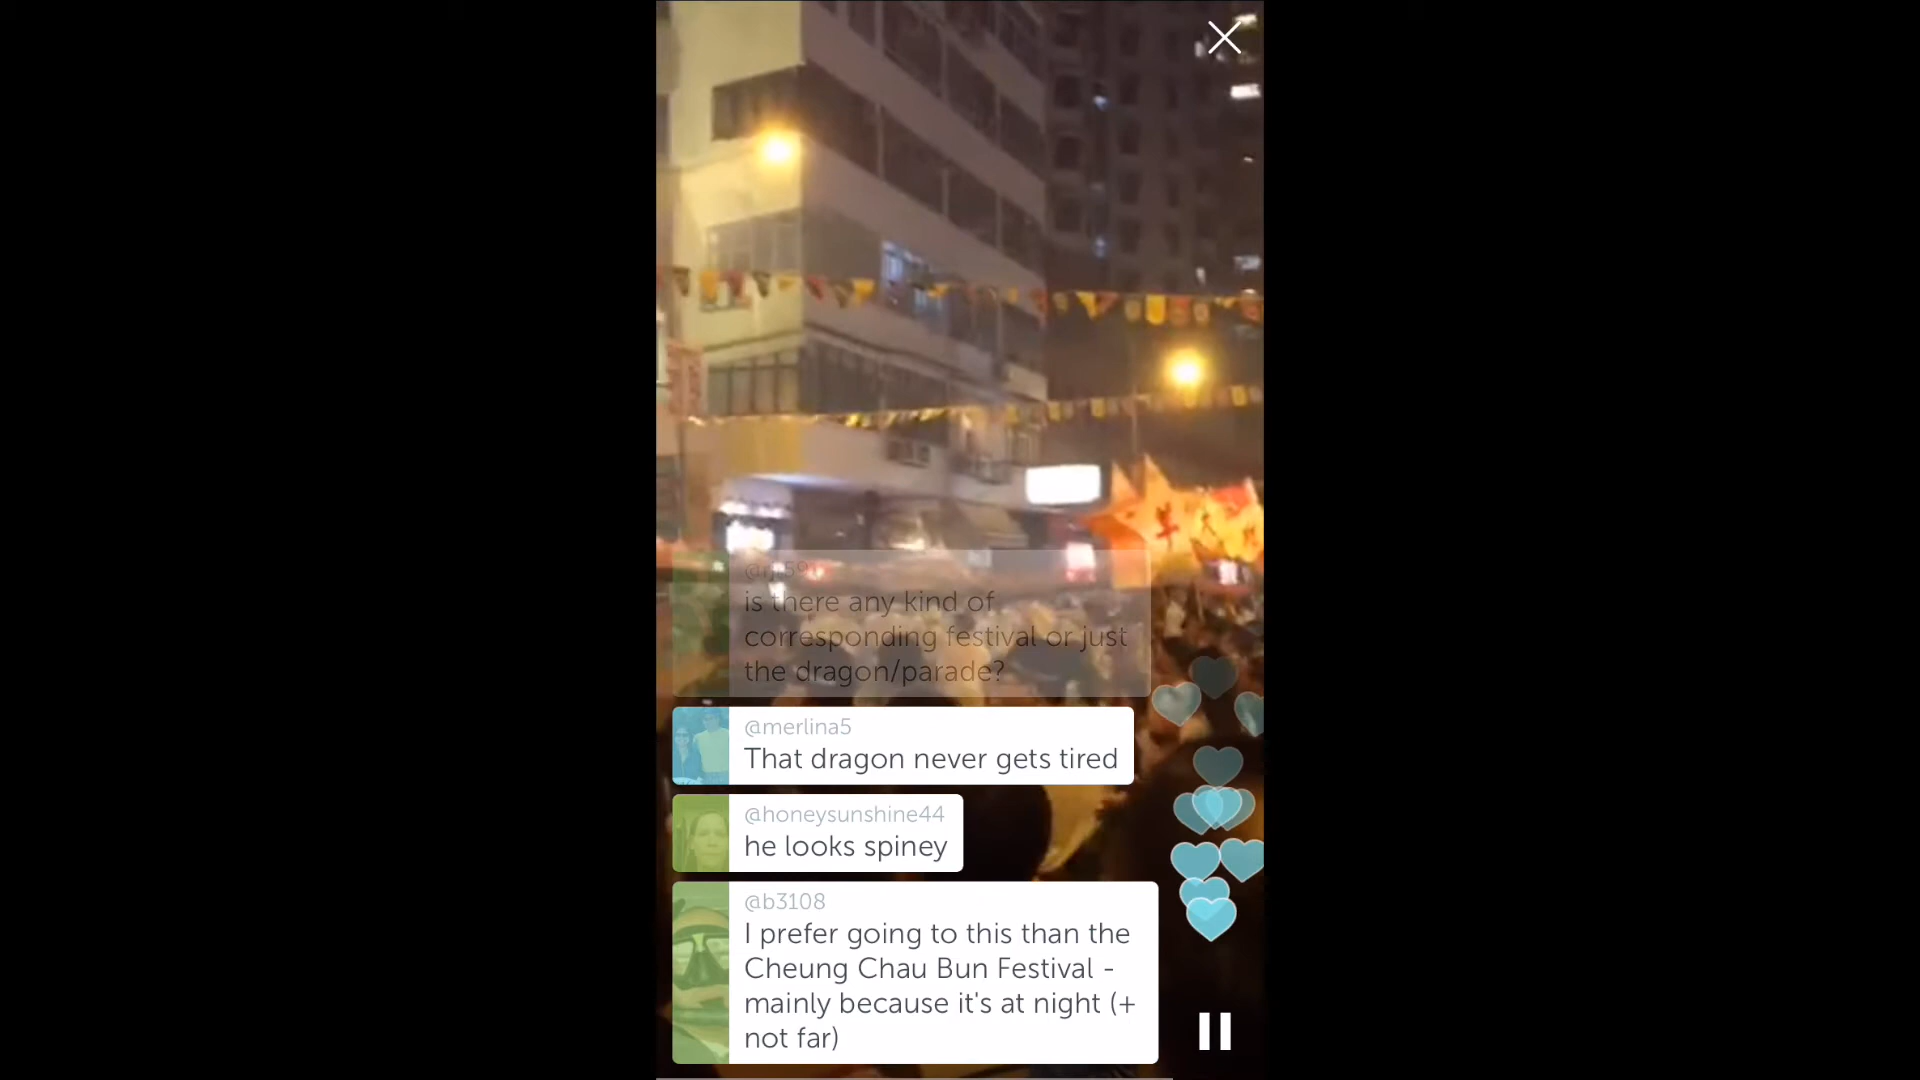 is there any kind of
corresponding festival or just
the dragon/parade?
@merlina5
That dragon never gets tired
@honeysunshine44
he looks spiney
@b3108
I prefer going to this than the
Cheung Chau Bun Festival -
mainly because it's at night (+
not far)